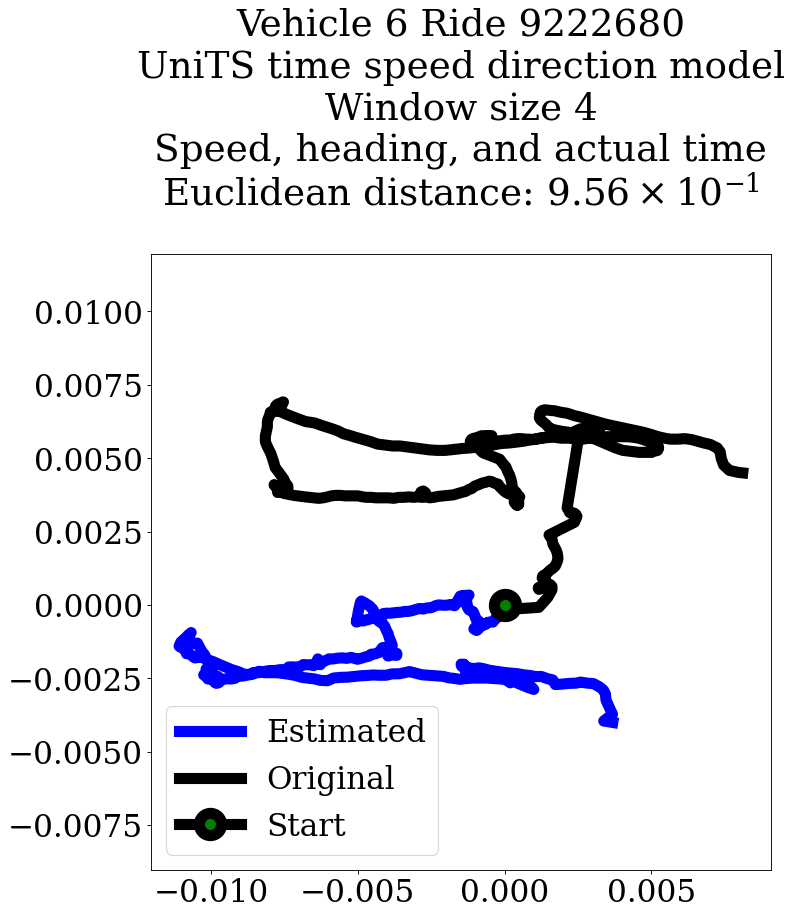 Vehicle 6 Ride 9222680
UniTS time speed direction model
Window size 4
Speed, heading, and actual time
Euclidean distance: 9.56 × 10⁻¹
0.0100
0.0075
0.0050
0.0025
0.0000
−0.0025
−0.0050
−0.0075
Estimated
Original
Start
−0.010 −0.005 0.000 0.005